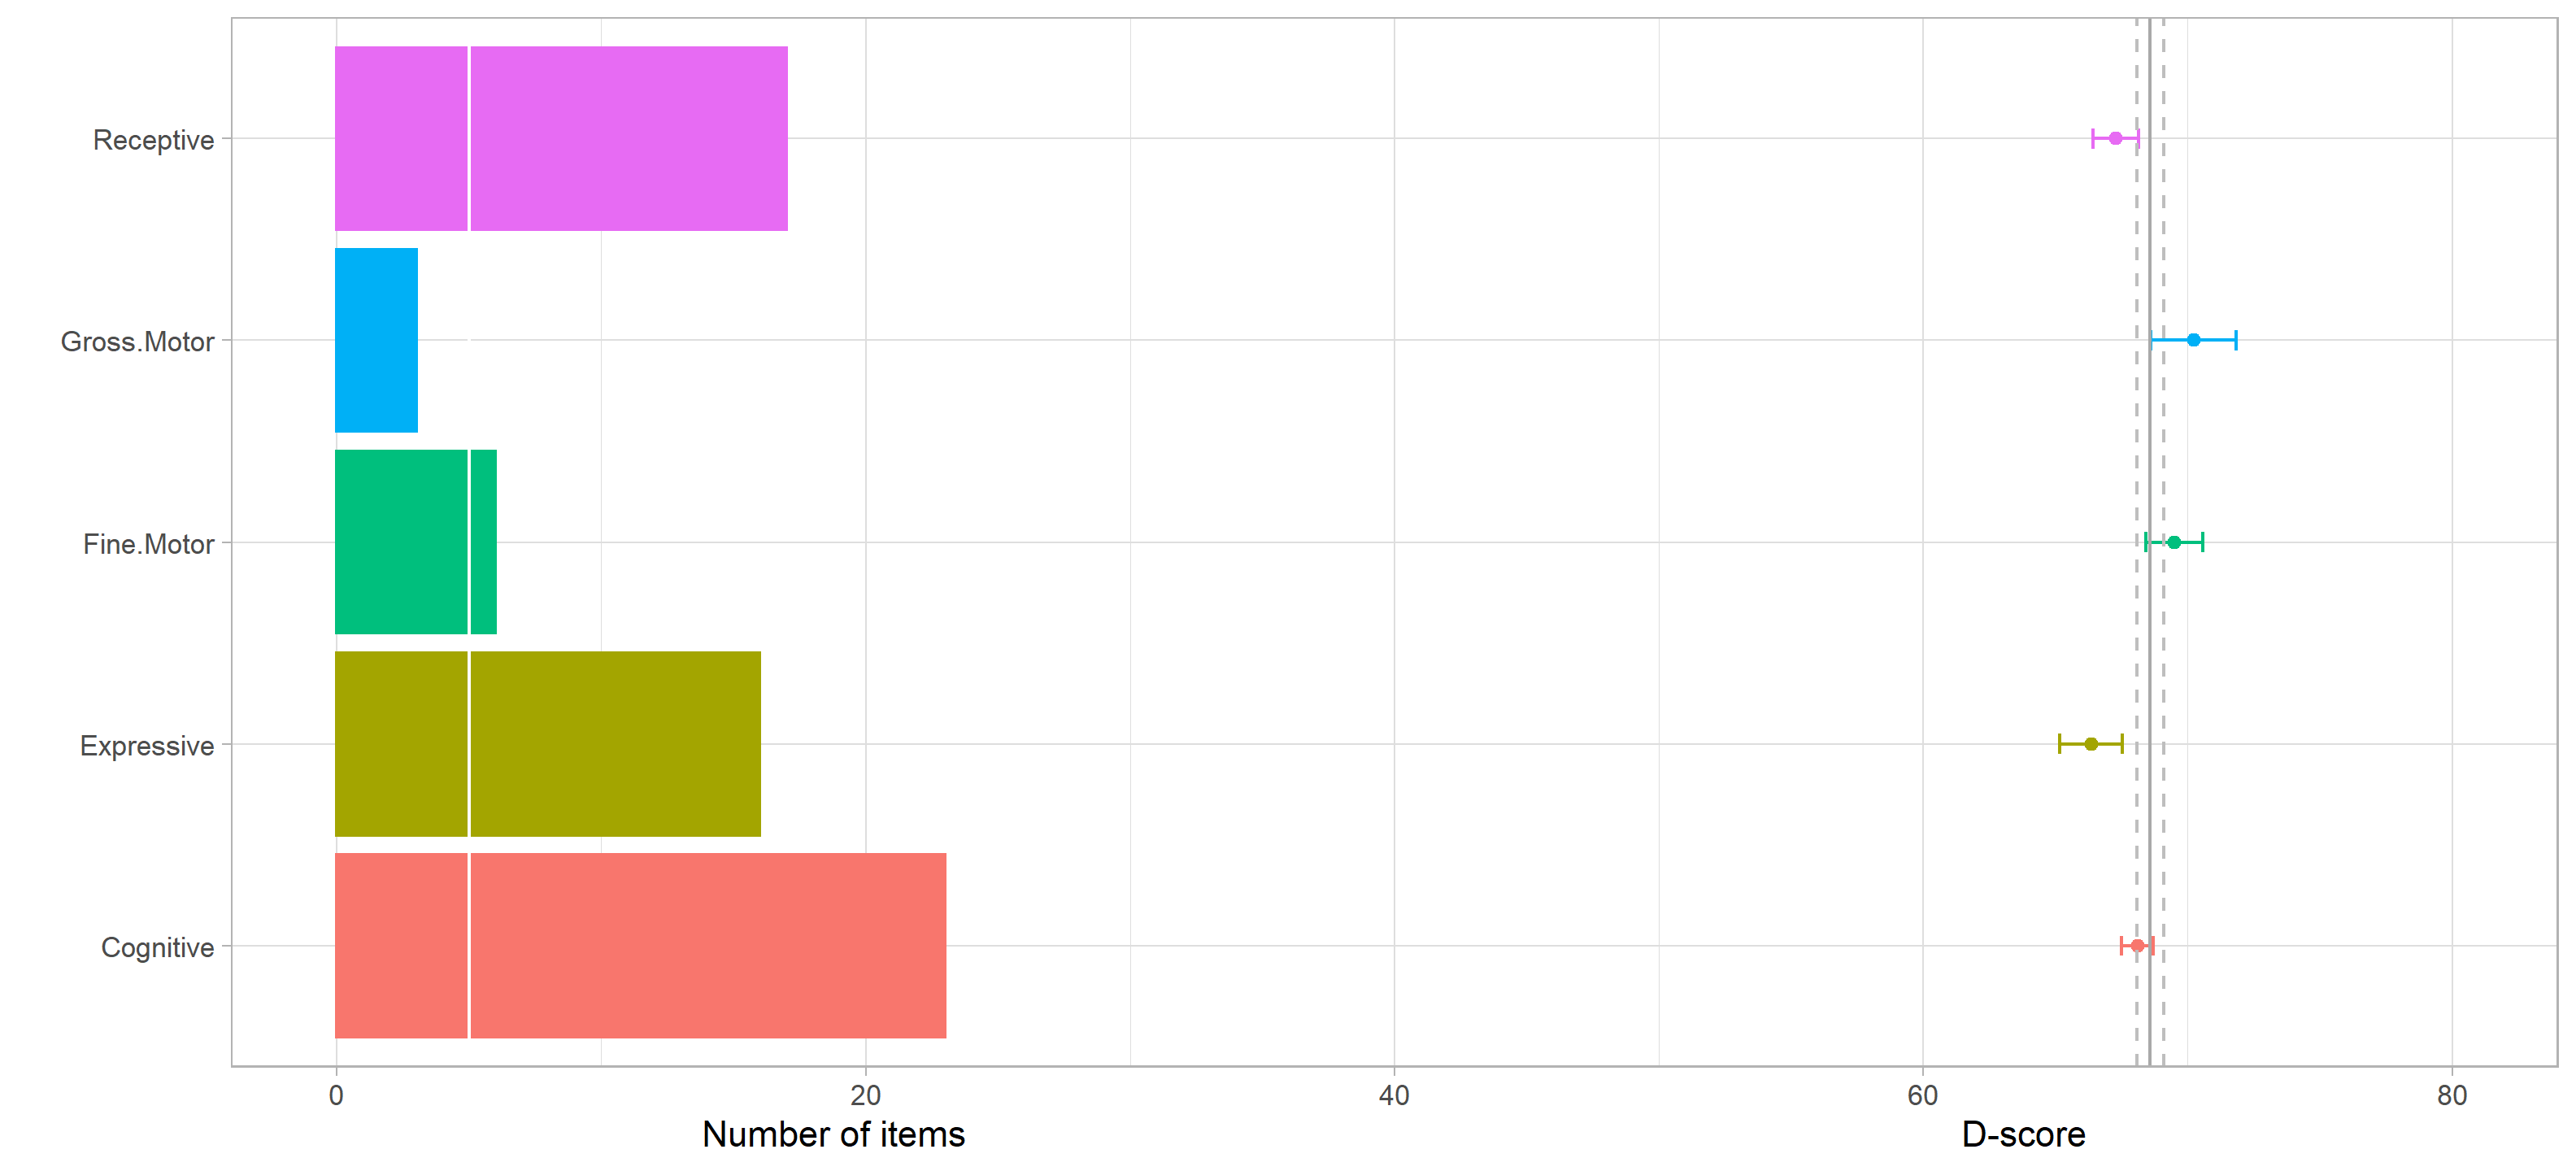 Receptive
Gross.Motor
Fine.Motor
Expressive
Cognitive
0 20 40 60 80
Number of items D-score